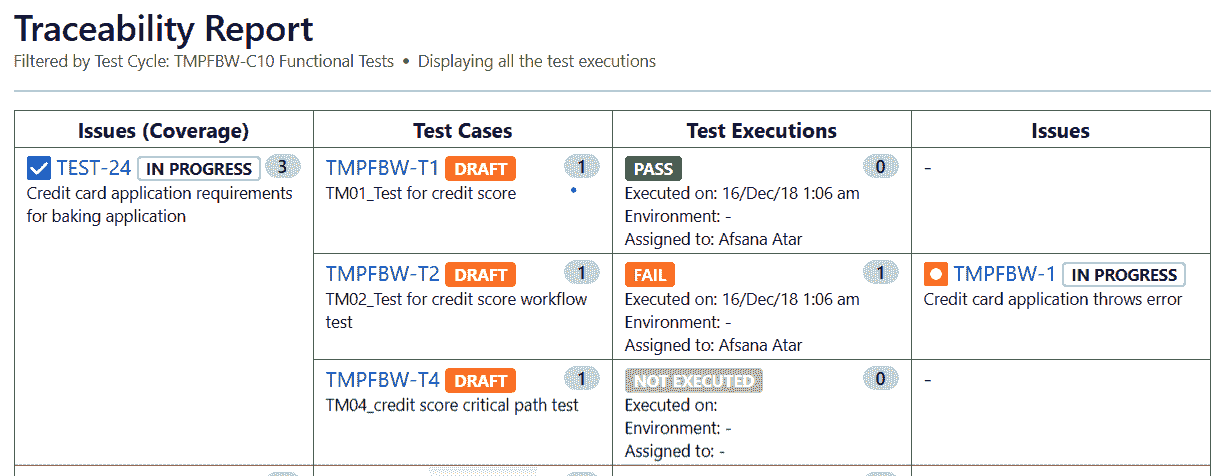 Traceability Report
Filtered by Test Cycle: TMPFBW-C10 Functional Tests • Displaying all the test executions
Issues (Coverage) Test Cases Test Executions Issues
TEST-24 IN PROGRESS 3
Credit card application requirements
for baking application
TMPFBW-T1 DRAFT 1
TM01_Test for credit score
PASS 0
Executed on: 16/Dec/18 1:06 am
Environment: -
Assigned to: Afsana Atar
-
TMPFBW-T2 DRAFT 1
TM02_Test for credit score workflow
test
FAIL 1
Executed on: 16/Dec/18 1:06 am
Environment: -
Assigned to: Afsana Atar
TMPFBW-1 IN PROGRESS
Credit card application throws error
TMPFBW-T4 DRAFT 1
TM04_credit score critical path test
NOT EXECUTED 0
Executed on:
Environment: -
Assigned to: -
-